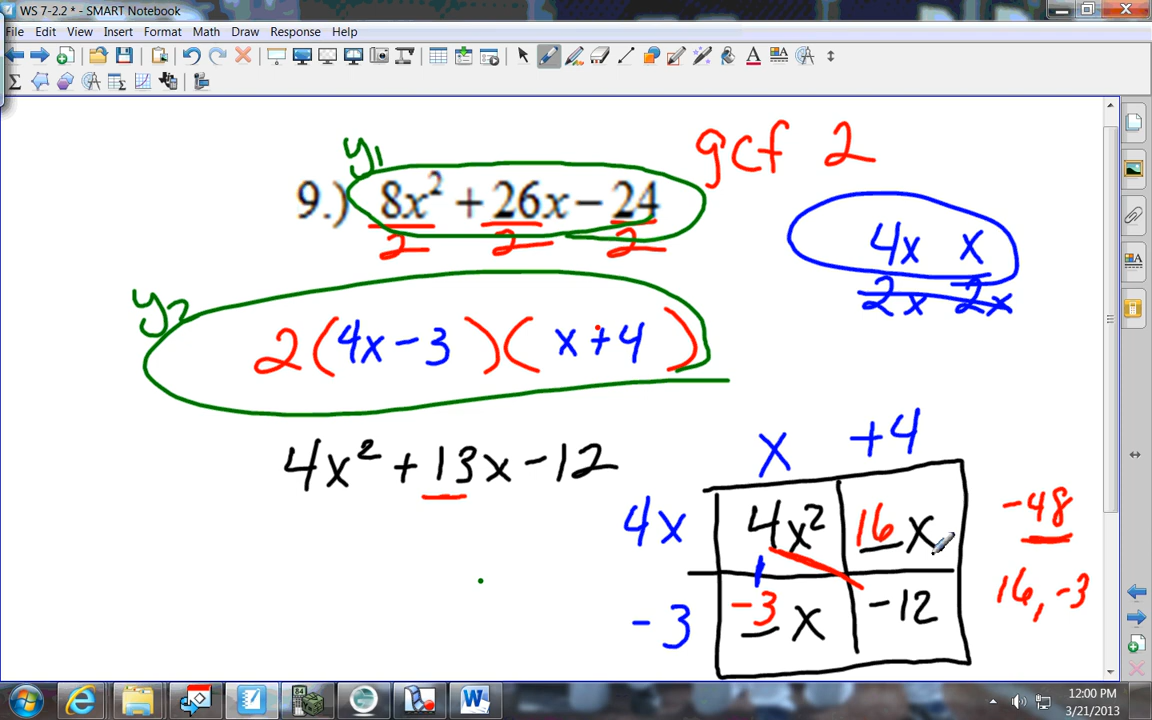 WS 7-2.2 * - SMART Notebook
File Edit View Insert Format Math Draw Response Help
y1
gcf 2
9.) 8x² + 26x − 24
2 2 2
4x x
2x 2x
y2
2(4x-3)(x+4)
4x² + 13x -12
x +4
4x 4x² 16x
-48
-3 -3x -12
16, -3
12:00 PM
3/21/2013